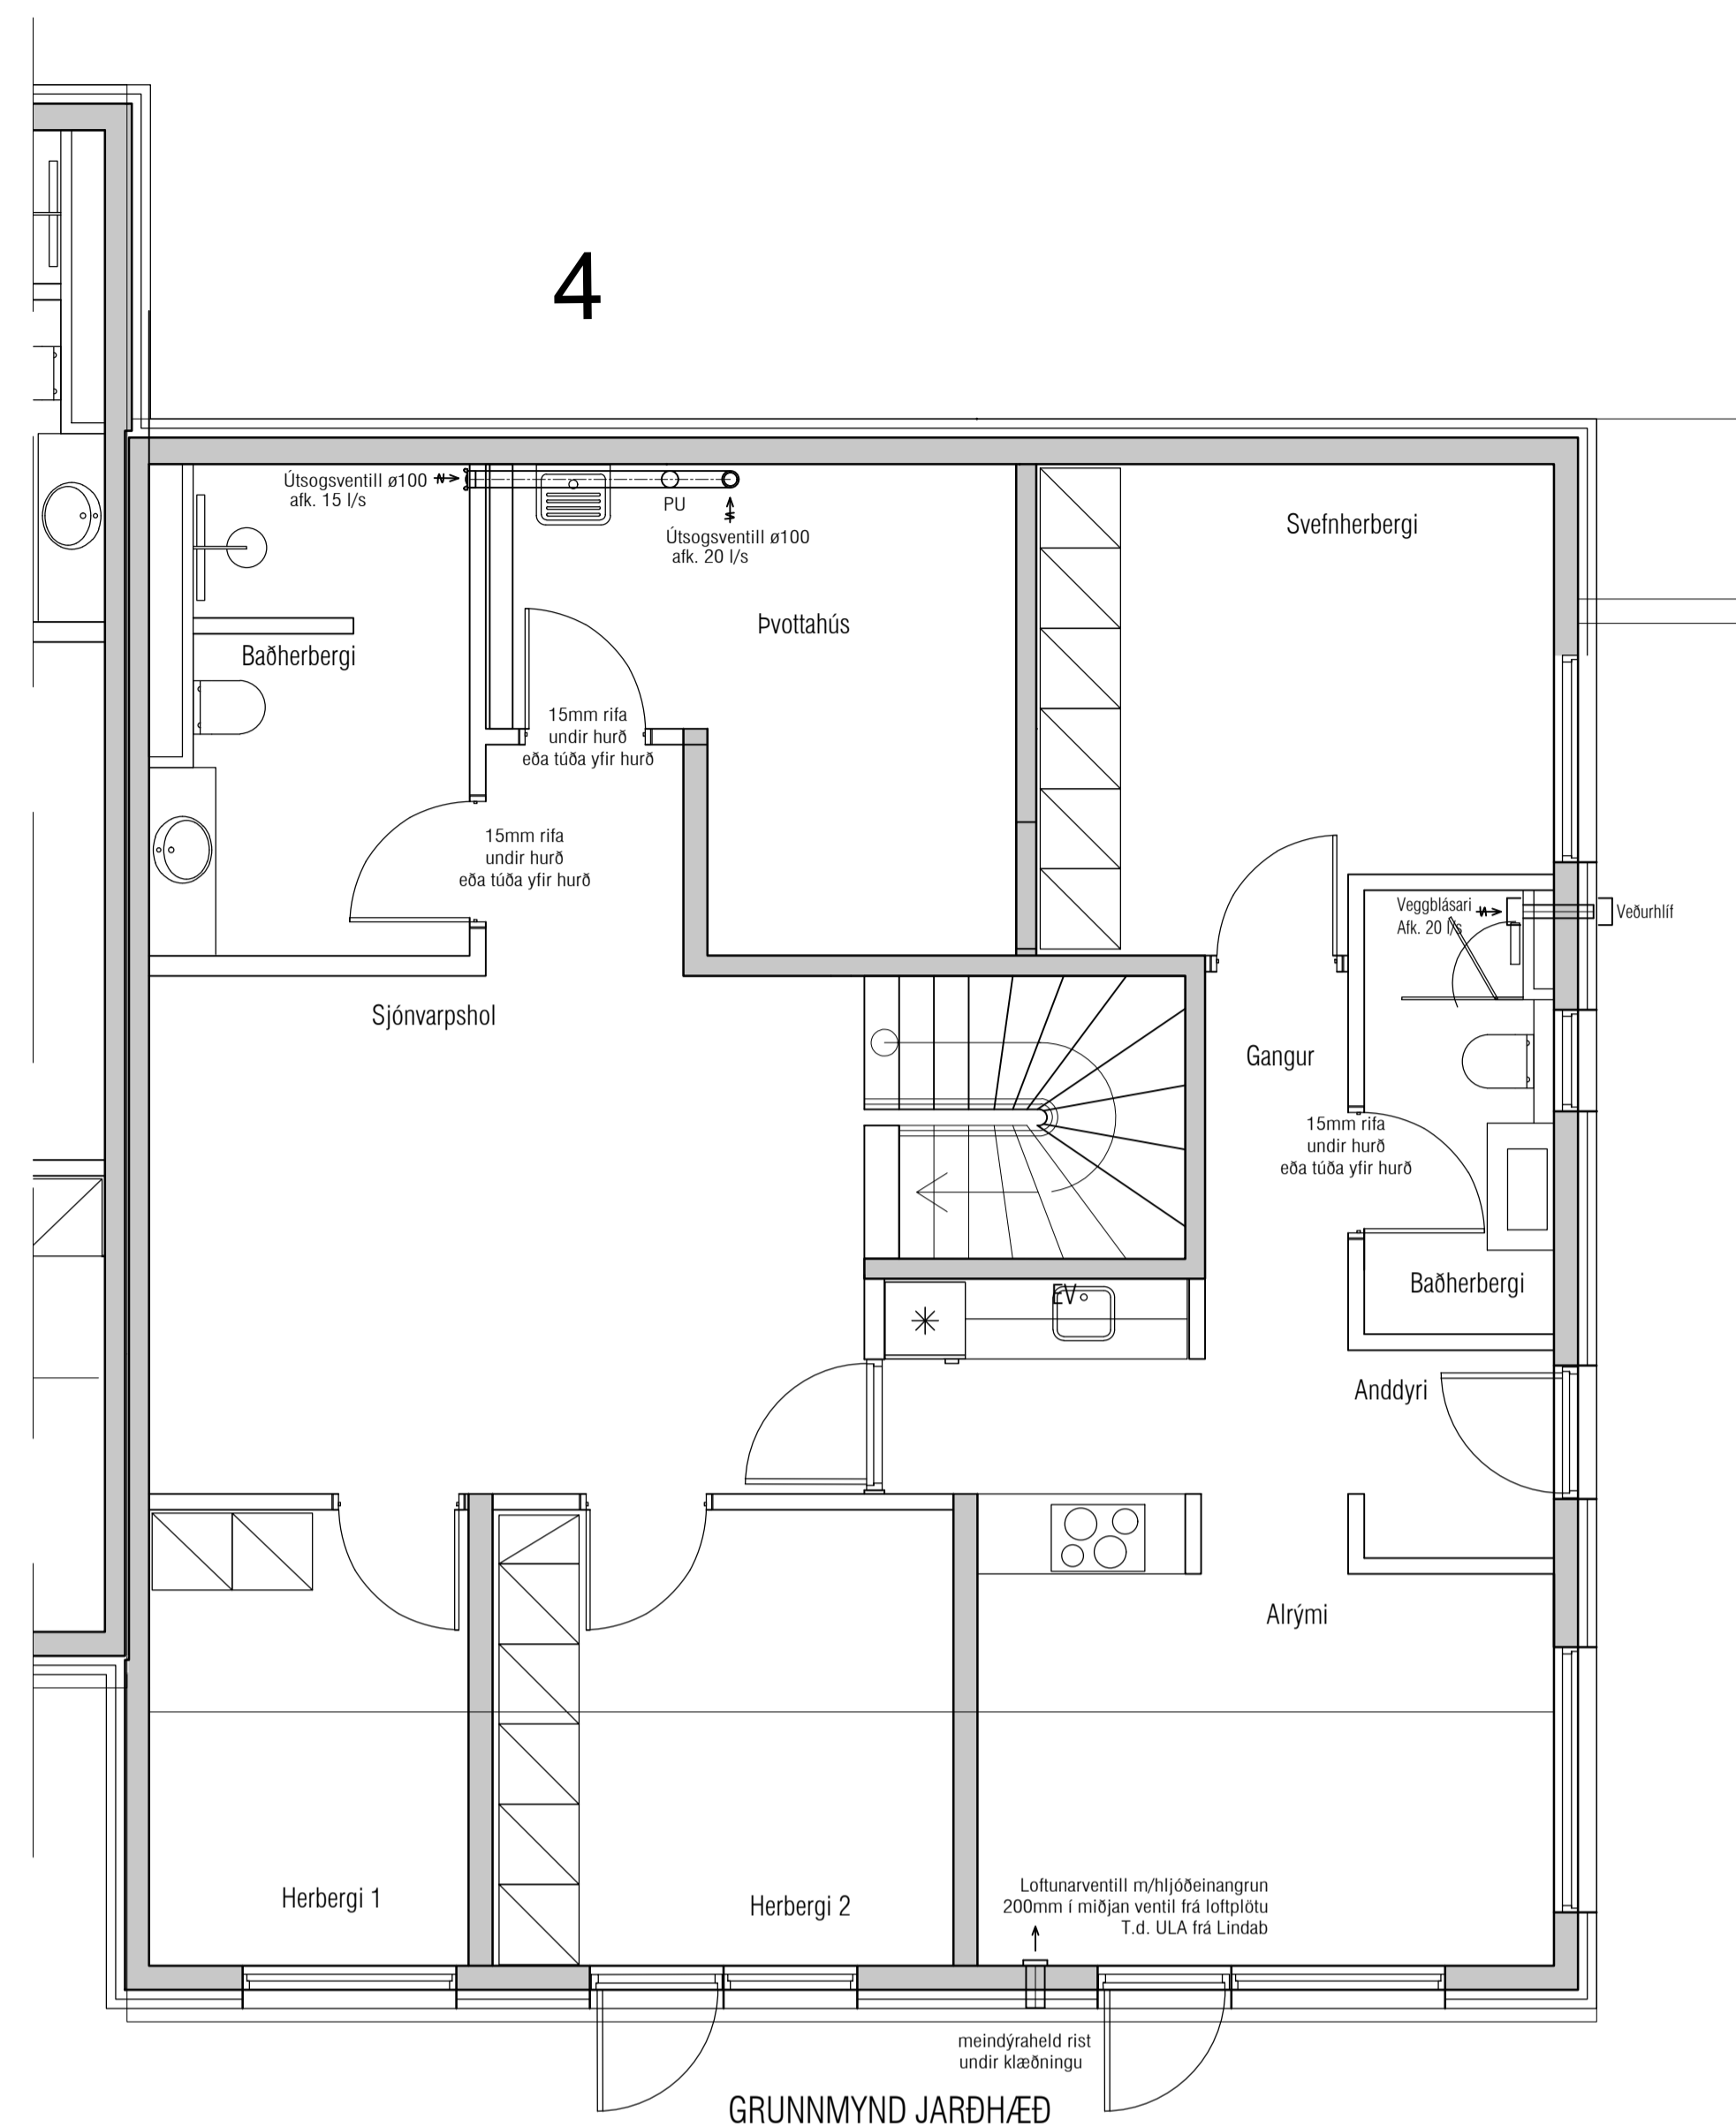 4
Útsogsventill ø100
afk. 15 l/s
PU
Útsogsventill ø100
afk. 20 l/s
Svefnherbergi
Þvottahús
Baðherbergi
15mm rifa
undir hurð
eða túða yfir hurð
15mm rifa
undir hurð
eða túða yfir hurð
Veggblásari
Afk. 20 l/s
Veðurhlíf
Sjónvarpshol
Gangur
15mm rifa
undir hurð
eða túða yfir hurð
EV
Baðherbergi
Anddyri
Alrými
Herbergi 1
Herbergi 2
Loftunarventill m/hljóðeinangrun
200mm í miðjan ventil frá loftplötu
T.d. ULA frá Lindab
meindýraheld rist
undir klæðningu
GRUNNMYND JARÐHÆÐ